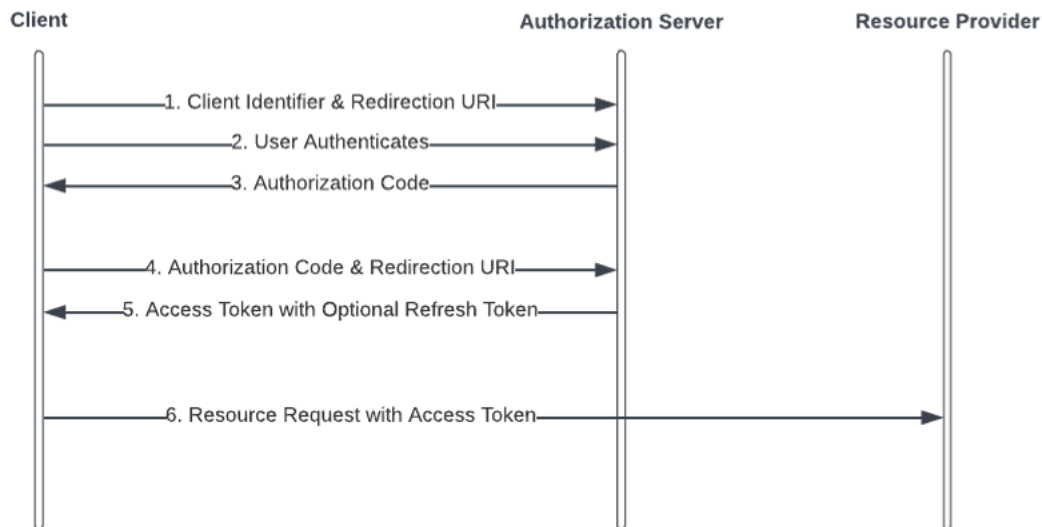 Client
Authorization Server
Resource Provider
1. Client Identifier & Redirection URI
2. User Authenticates
3. Authorization Code
4. Authorization Code & Redirection URI
5. Access Token with Optional Refresh Token
6. Resource Request with Access Token